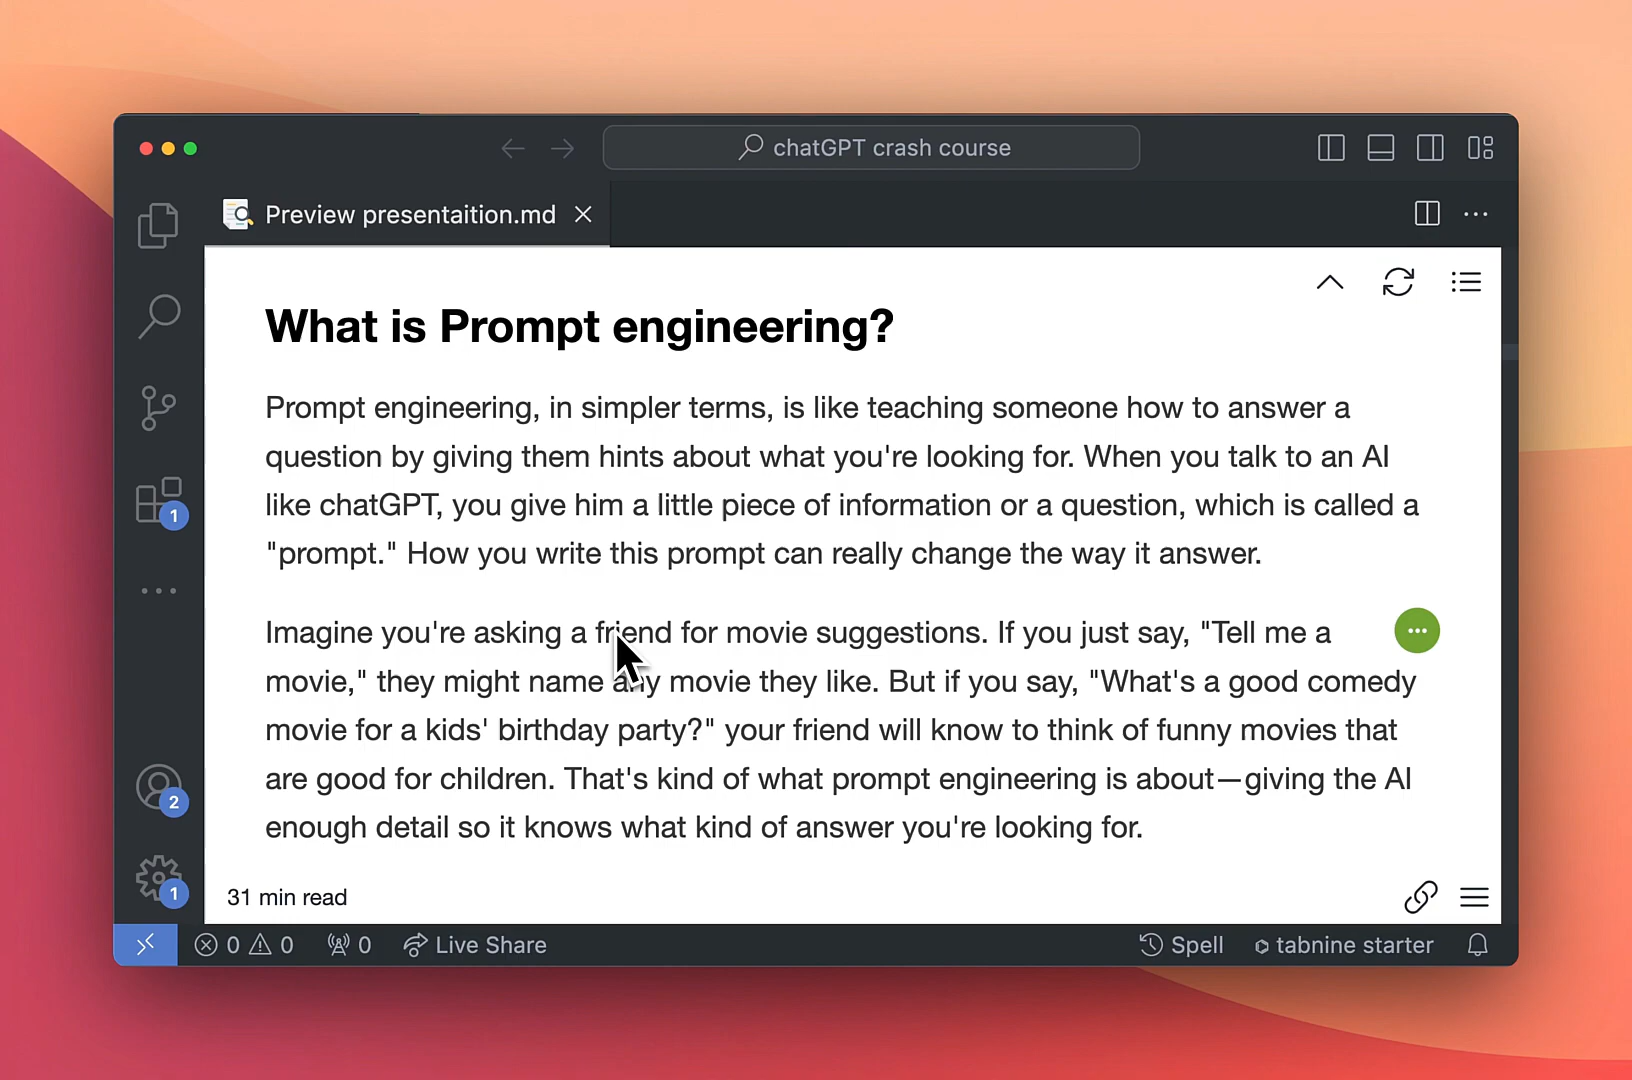 chatGPT crash course
Preview presentaition.md
What is Prompt engineering?
Prompt engineering, in simpler terms, is like teaching someone how to answer a
question by giving them hints about what you're looking for. When you talk to an AI
like chatGPT, you give him a little piece of information or a question, which is called a
"prompt." How you write this prompt can really change the way it answer.
Imagine you're asking a friend for movie suggestions. If you just say, "Tell me a
movie," they might name any movie they like. But if you say, "What's a good comedy
movie for a kids' birthday party?" your friend will know to think of funny movies that
are good for children. That's kind of what prompt engineering is about—giving the AI
enough detail so it knows what kind of answer you're looking for.
1
2
1
31 min read
0 0 0 Live Share Spell tabnine starter